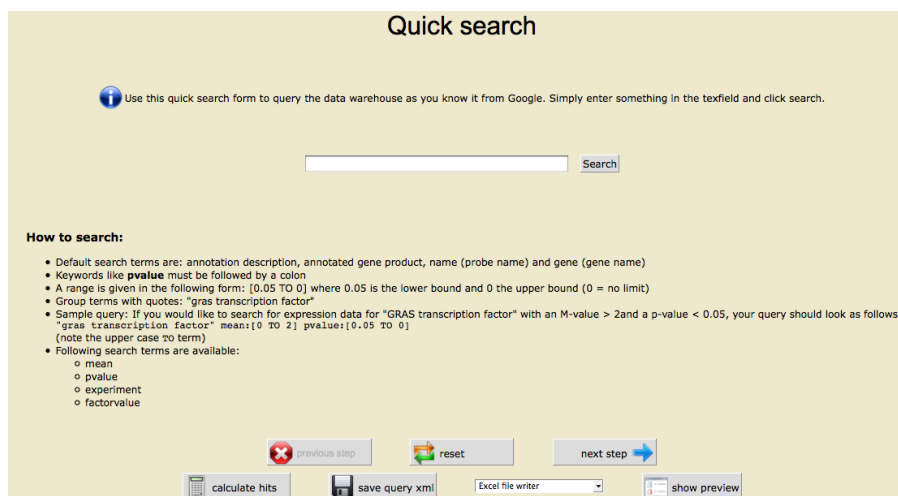 Quick search
Use this quick search form to query the data warehouse as you know it from Google. Simply enter something in the texfield and click search.
Search
How to search:
• Default search terms are: annotation description, annotated gene product, name (probe name) and gene (gene name)
• Keywords like pvalue must be followed by a colon
• A range is given in the following form: [0.05 TO 0] where 0.05 is the lower bound and 0 the upper bound (0 = no limit)
• Group terms with quotes: "gras transcription factor"
• Sample query: If you would like to search for expression data for "GRAS transcription factor" with an M-value > 2and a p-value < 0.05, your query should look as follows
"gras transcription factor" mean:[0 TO 2] pvalue:[0.05 TO 0]
(note the upper case TO term)
• Following search terms are available:
mean
pvalue
experiment
factorvalue
previous step reset next step
calculate hits save query xml Excel file writer show preview